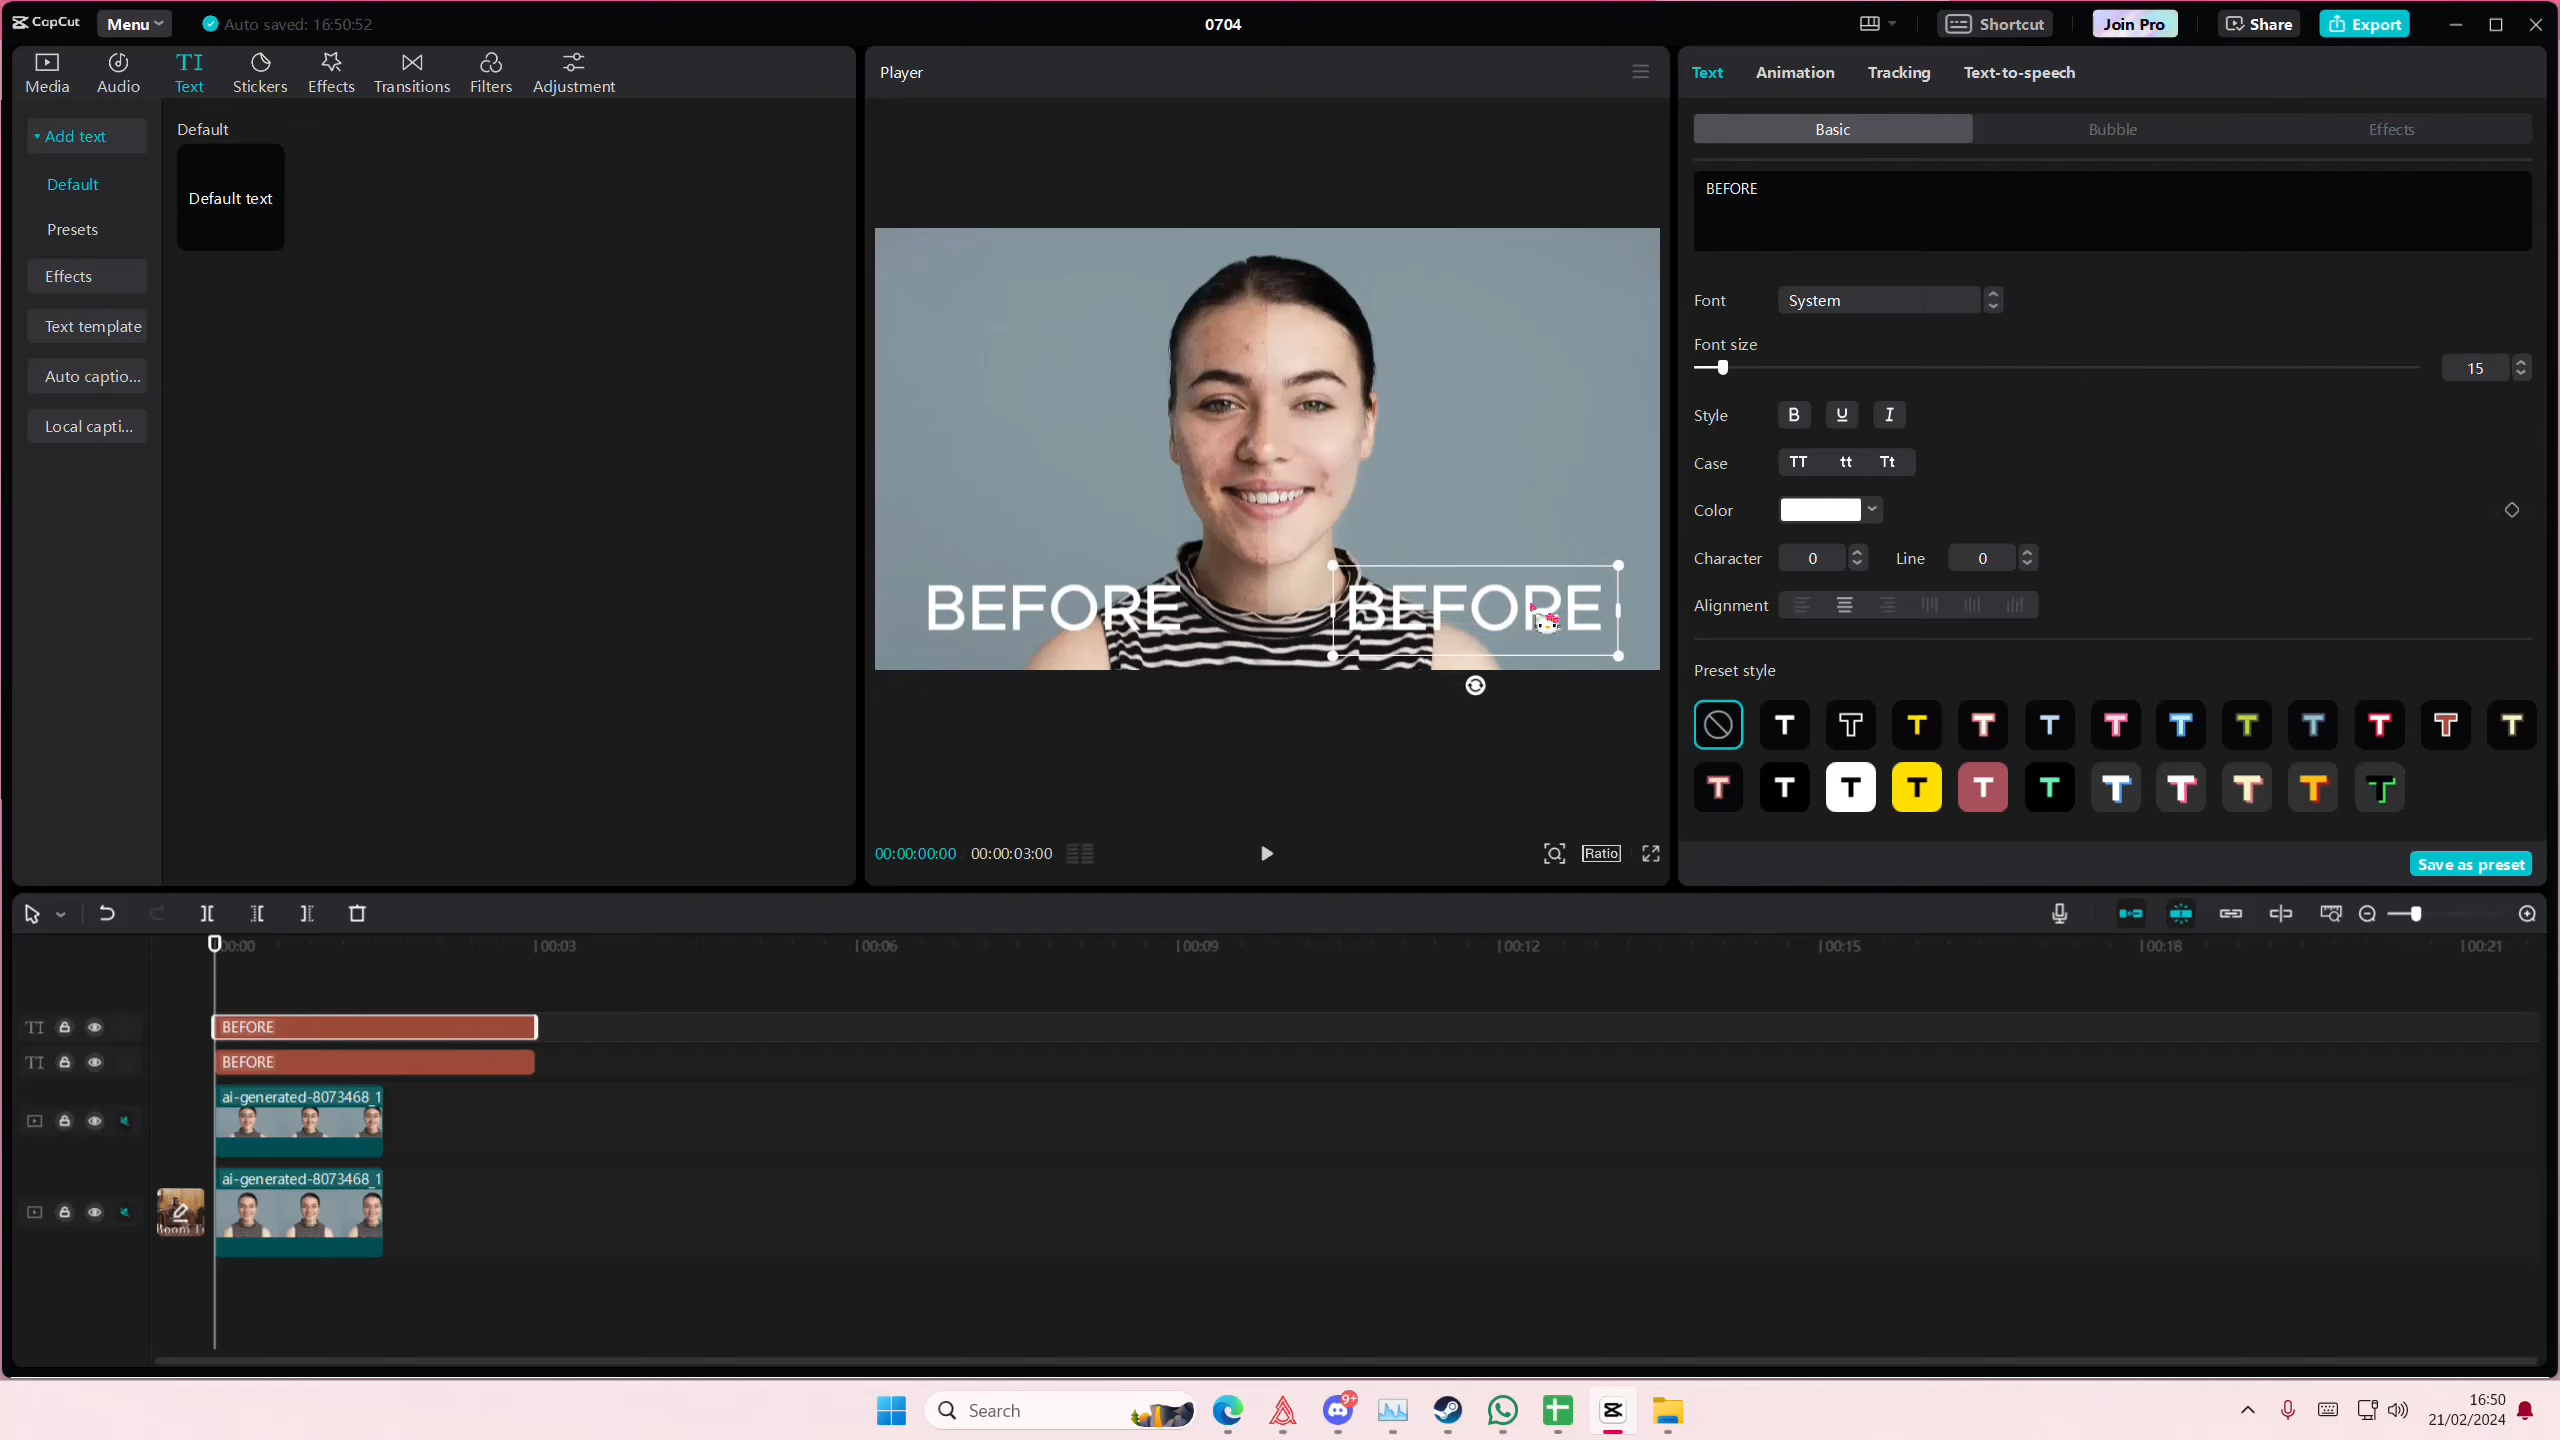 CapCut
Menu
Auto saved: 16:50:52
0704
Shortcut
Join Pro
Share
Export
Media
Audio
TI
Text
Stickers
Effects
Transitions
Filters
Adjustment
Player
Text
Animation
Tracking
Text-to-speech
Add text
Default
Presets
Effects
Text template
Auto captio...
Local capti...
Default
Default text
BEFORE
BEFORE
00:00:00:00
00:00:03:00
Ratio
Basic
Bubble
Effects
BEFORE
Font
System
Font size
15
Style
B
U
I
Case
TT
tt
Tt
Color
Character
0
Line
0
Alignment
Preset style
T T T T T T T T T T T T
T T T T T T T T T T T
Save as preset
00:00
00:03
00:06
00:09
00:12
00:15
00:18
00:21
TI
BEFORE
TI
BEFORE
ai-generated-8073468_1
ai-generated-8073468_1
Search
9+
16:50
21/02/2024